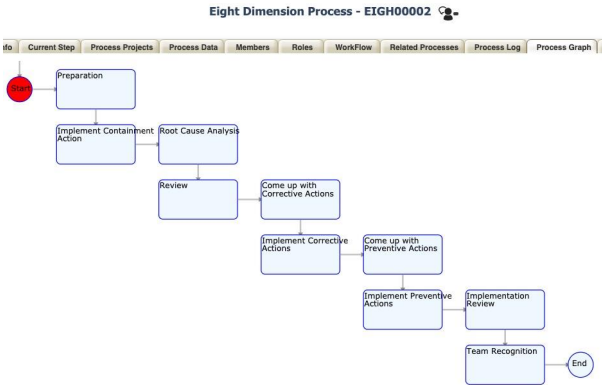 Eight Dimension Process - EIGH00002
nfo Current Step Process Projects Process Data Members Roles WorkFlow Related Processes Process Log Process Graph
Start
Preparation
Implement Containment
Action
Root Cause Analysis
Review
Come up with
Corrective Actions
Implement Corrective
Actions
Come up with
Preventive Actions
Implement Preventive
Actions
Implementation
Review
Team Recognition
End